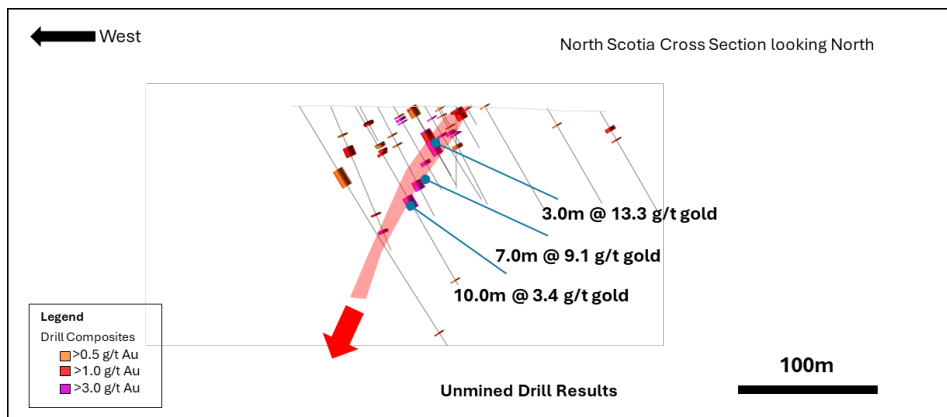 West
North Scotia Cross Section looking North
3.0m @ 13.3 g/t gold
7.0m @ 9.1 g/t gold
10.0m @ 3.4 g/t gold
Legend
Drill Composites
>0.5 g/t Au
>1.0 g/t Au
>3.0 g/t Au
100m
Unmined Drill Results